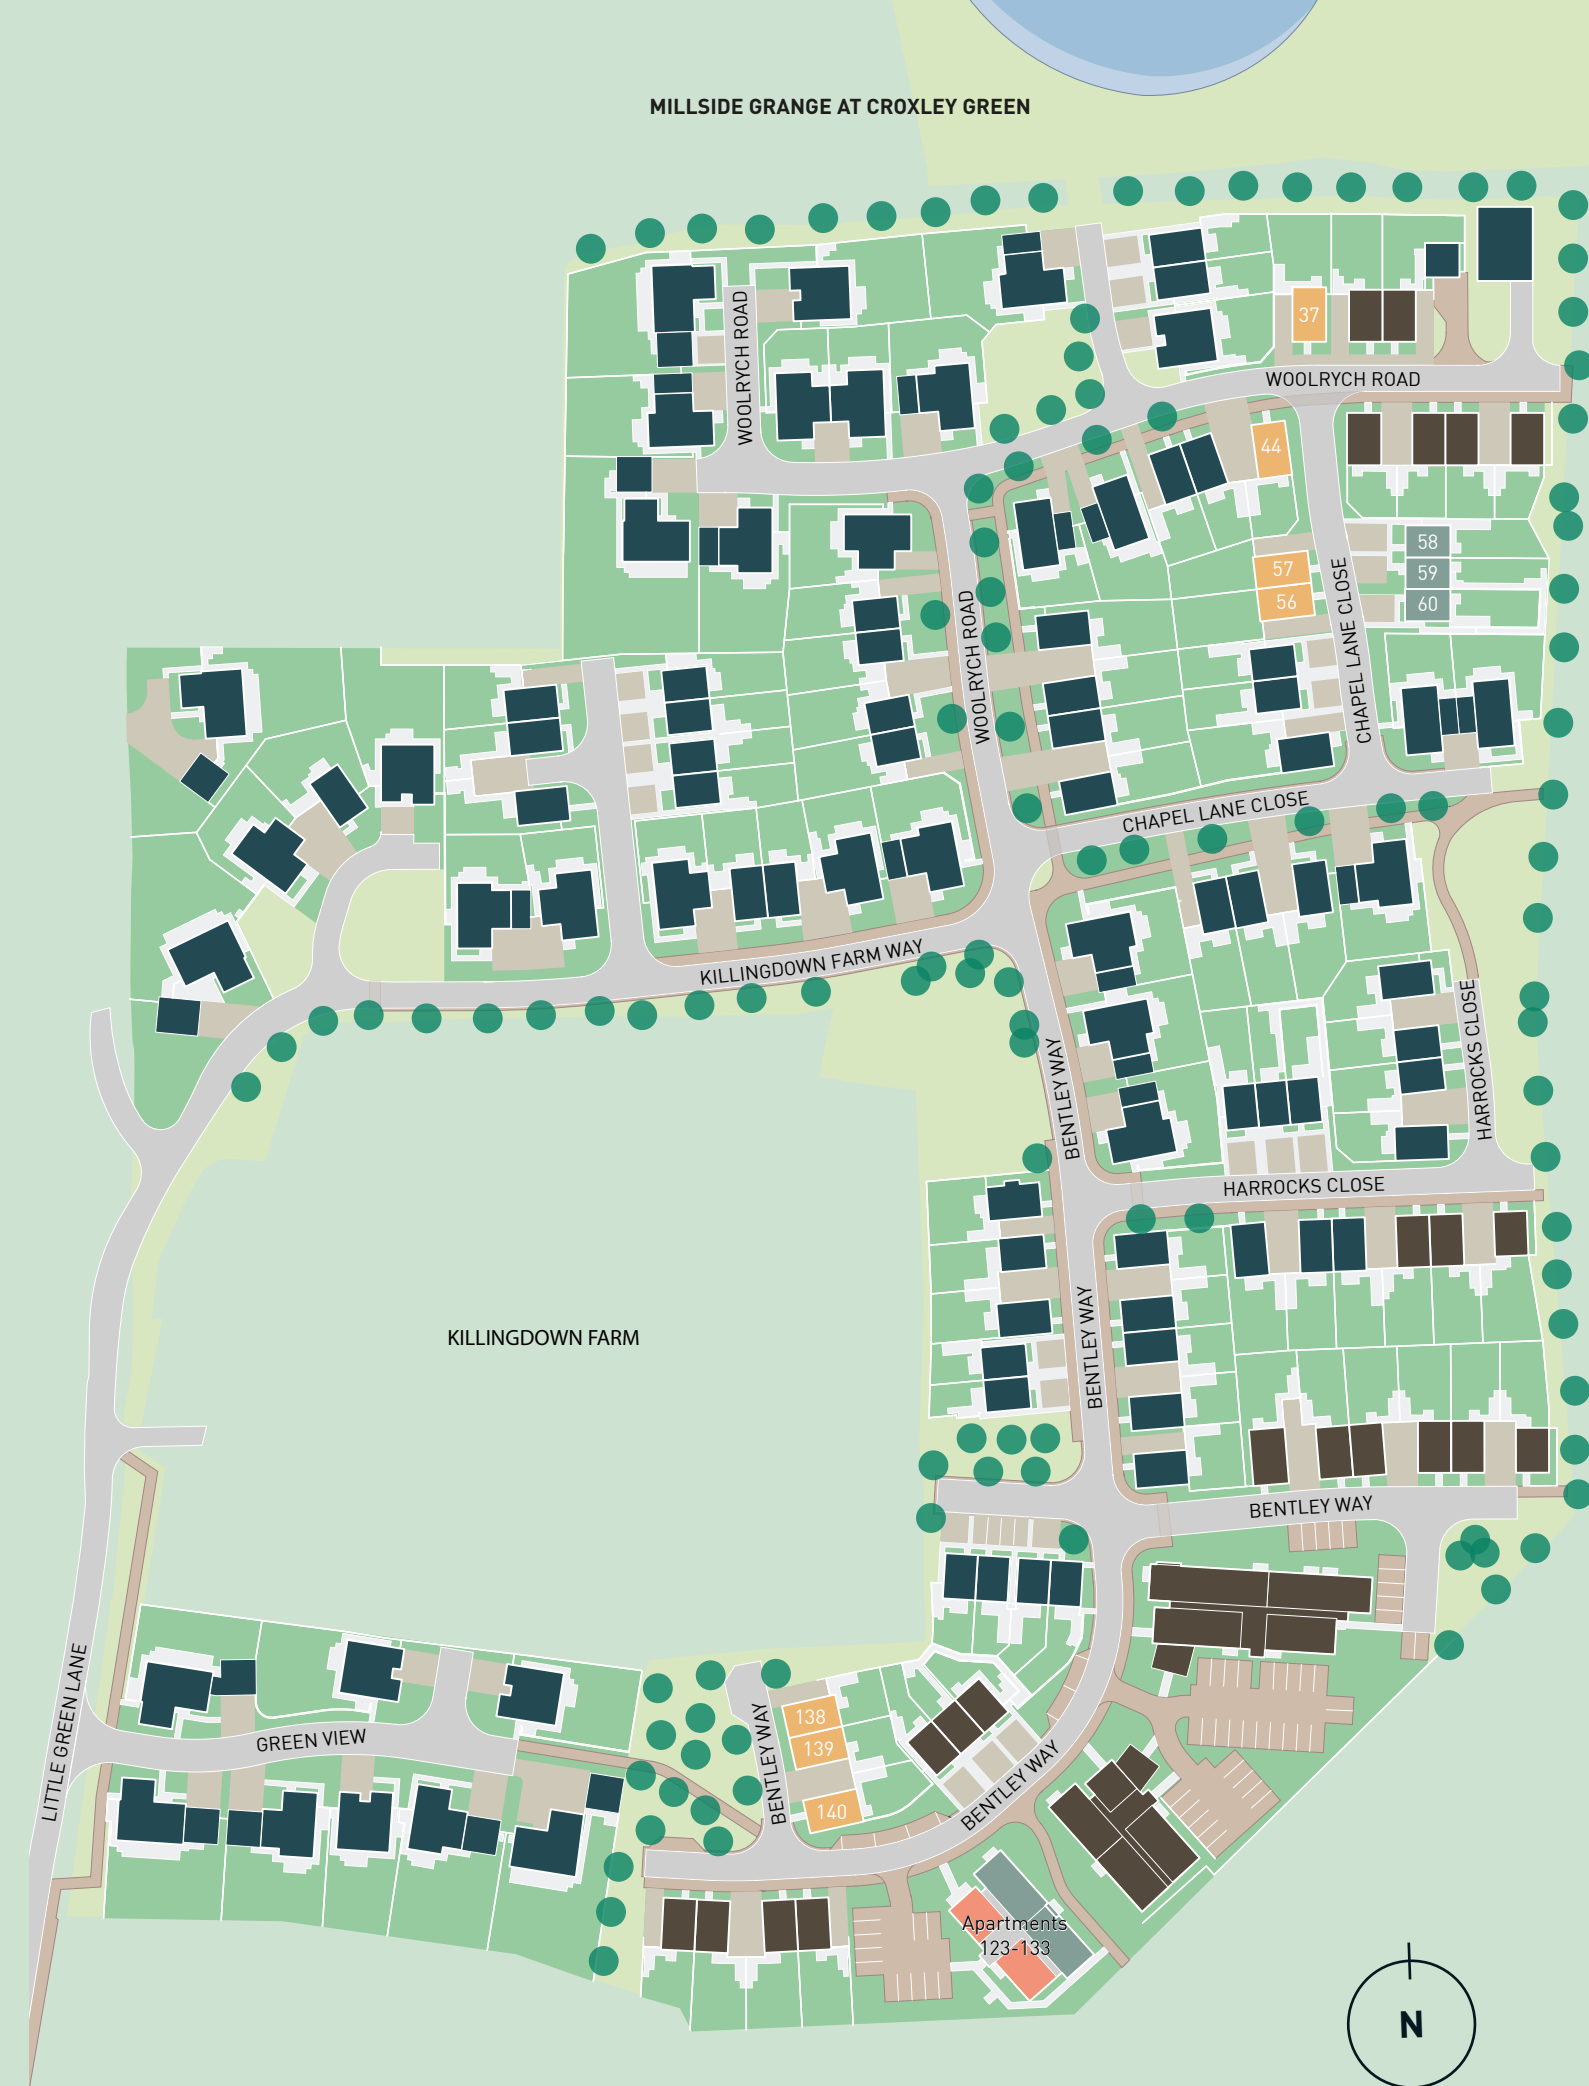 MILLSIDE GRANGE AT CROXLEY GREEN
37
WOOLRYCH ROAD
WOOLRYCH ROAD
44
58
57
59
56
60
CHAPEL LANE CLOSE
WOOLRYCH ROAD
CHAPEL LANE CLOSE
KILLINGDOWN FARM WAY
HARROCKS CLOSE
BENTLEY WAY
HARROCKS CLOSE
KILLINGDOWN FARM
BENTLEY WAY
BENTLEY WAY
LITTLE GREEN LANE
138
GREEN VIEW
139
BENTLEY WAY
BENTLEY WAY
140
Apartments
123-133
N